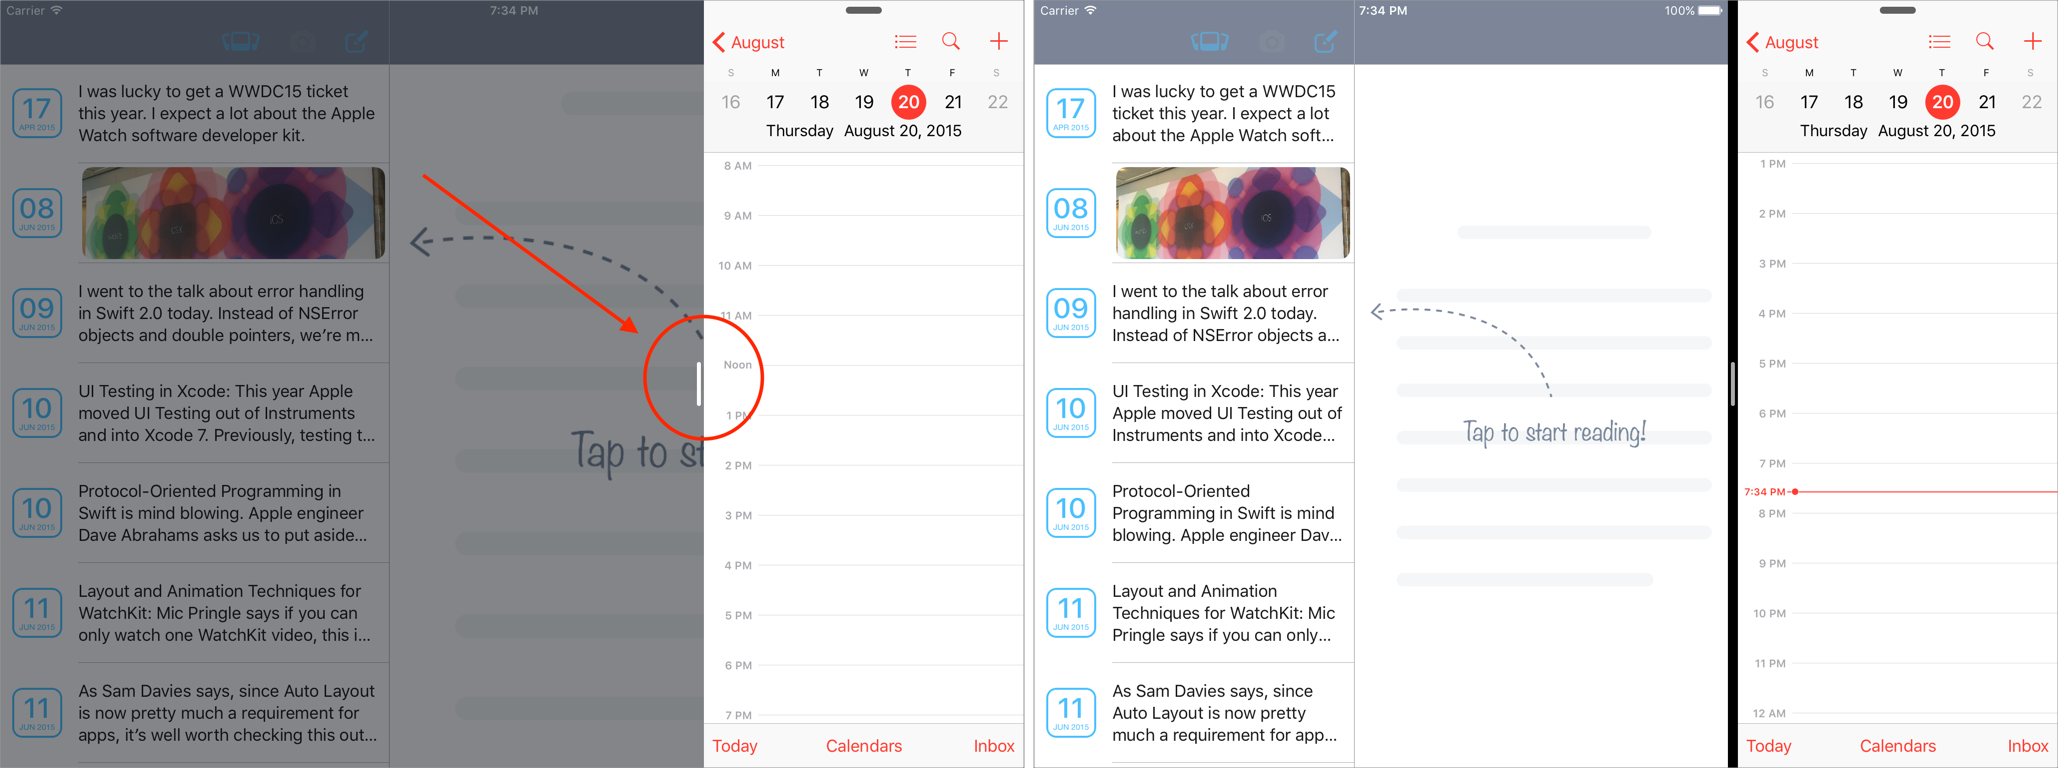 Carrier
7:34 PM
I was lucky to get a WWDC15 ticket
this year. I expect a lot about the Apple
Watch software developer kit.
17
APR 2015
08
JUN 2015
iOS
I went to the talk about error handling
in Swift 2.0 today. Instead of NSError
objects and double pointers, we're m...
09
JUN 2015
UI Testing in Xcode: This year Apple
moved UI Testing out of Instruments
and into Xcode 7. Previously, testing t...
10
JUN 2015
Protocol-Oriented Programming in
Swift is mind blowing. Apple engineer
Dave Abrahams asks us to put aside...
10
JUN 2015
Layout and Animation Techniques for
WatchKit: Mic Pringle says if you can
only watch one WatchKit video, this i...
11
JUN 2015
As Sam Davies says, since Auto Layout
is now pretty much a requirement for
apps, it's well worth checking this out...
11
JUN 2015
Tap to st
August
S M T W T F S
16 17 18 19 20 21 22
Thursday August 20, 2015
8 AM
9 AM
10 AM
11 AM
Noon
1 PM
2 PM
3 PM
4 PM
5 PM
6 PM
7 PM
Today Calendars Inbox
Carrier
7:34 PM
100%
I was lucky to get a WWDC15
ticket this year. I expect a lot
about the Apple Watch soft...
17
APR 2015
08
JUN 2015
iOS
I went to the talk about error
handling in Swift 2.0 today.
Instead of NSError objects a...
09
JUN 2015
UI Testing in Xcode: This year
Apple moved UI Testing out of
Instruments and into Xcode...
10
JUN 2015
Protocol-Oriented
Programming in Swift is mind
blowing. Apple engineer Dav...
10
JUN 2015
Layout and Animation
Techniques for WatchKit: Mic
Pringle says if you can only...
11
JUN 2015
As Sam Davies says, since
Auto Layout is now pretty
much a requirement for app...
11
JUN 2015
Tap to start reading!
August
S M T W T F S
16 17 18 19 20 21 22
Thursday August 20, 2015
1 PM
2 PM
3 PM
4 PM
5 PM
6 PM
7 PM
7:34 PM
8 PM
9 PM
10 PM
11 PM
12 AM
Today Calendars Inbox